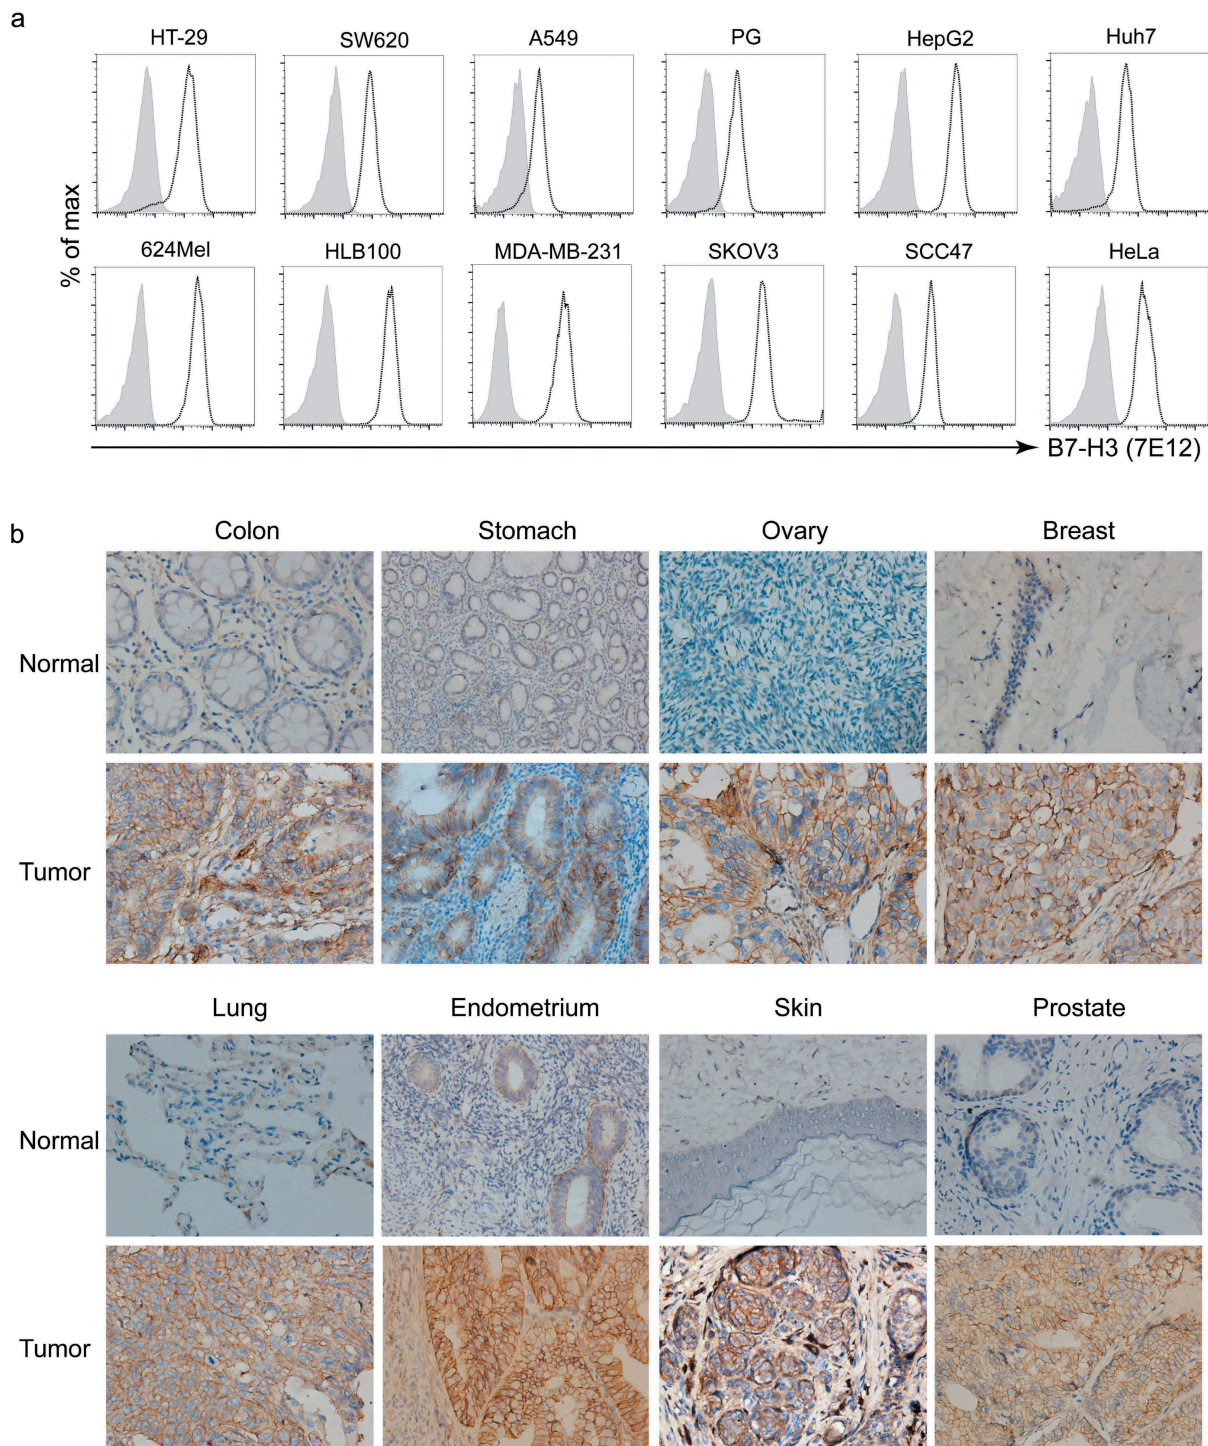 a
HT-29 SW620 A549 PG HepG2 Huh7
% of max
624Mel HLB100 MDA-MB-231 SKOV3 SCC47 HeLa
B7-H3 (7E12)
b
Colon Stomach Ovary Breast
Normal
Tumor
Lung Endometrium Skin Prostate
Normal
Tumor